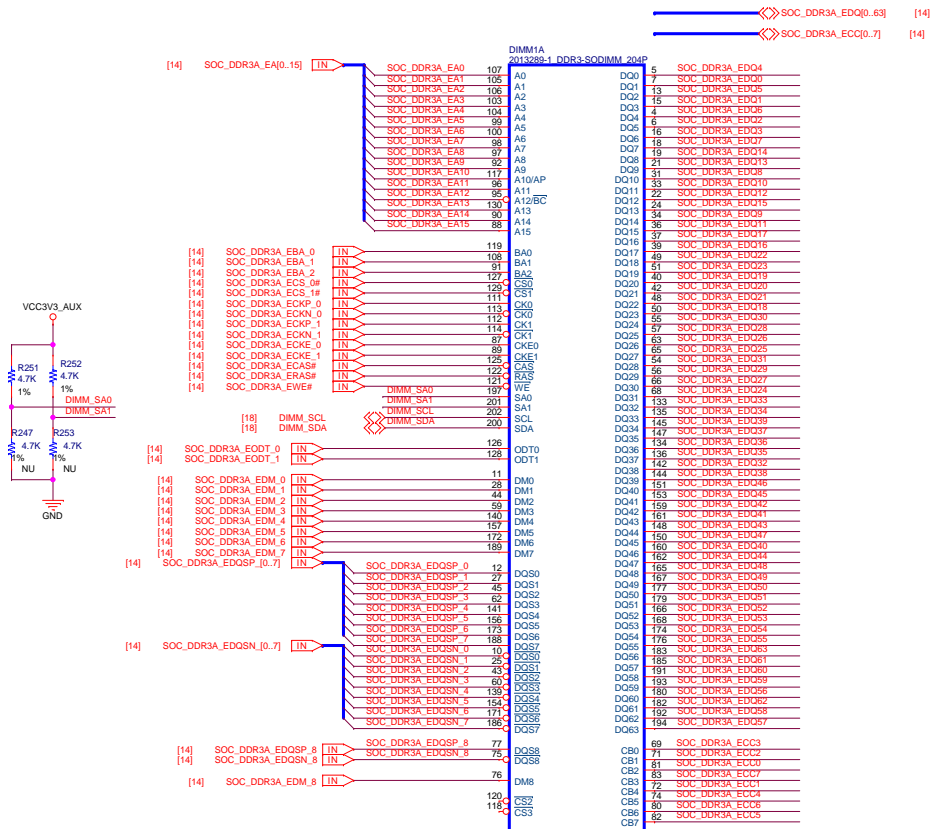 SOC_DDR3A_EDQ[0..63] [14]
SOC_DDR3A_ECC[0..7] [14]
DIMM1A
2013289-1_DDR3-SODIMM_204P
[14] SOC_DDR3A_EA[0..15] IN
SOC_DDR3A_EA0 107 A0 DQ0 5 SOC_DDR3A_EDQ4
SOC_DDR3A_EA1 105 A1 DQ1 7 SOC_DDR3A_EDQ0
SOC_DDR3A_EA2 106 A2 DQ2 13 SOC_DDR3A_EDQ5
SOC_DDR3A_EA3 103 A3 DQ3 15 SOC_DDR3A_EDQ1
SOC_DDR3A_EA4 104 A4 DQ4 4 SOC_DDR3A_EDQ6
SOC_DDR3A_EA5 99 A5 DQ5 6 SOC_DDR3A_EDQ2
SOC_DDR3A_EA6 100 A6 DQ6 16 SOC_DDR3A_EDQ3
SOC_DDR3A_EA7 98 A7 DQ7 18 SOC_DDR3A_EDQ7
SOC_DDR3A_EA8 97 A8 DQ8 19 SOC_DDR3A_EDQ14
SOC_DDR3A_EA9 92 A9 DQ9 21 SOC_DDR3A_EDQ13
SOC_DDR3A_EA10 117 A10/AP DQ10 31 SOC_DDR3A_EDQ8
SOC_DDR3A_EA11 96 A11 DQ11 33 SOC_DDR3A_EDQ10
SOC_DDR3A_EA12 95 A12/BC DQ12 22 SOC_DDR3A_EDQ12
SOC_DDR3A_EA13 130 A13 DQ13 24 SOC_DDR3A_EDQ15
SOC_DDR3A_EA14 90 A14 DQ14 34 SOC_DDR3A_EDQ9
SOC_DDR3A_EA15 88 A15 DQ15 36 SOC_DDR3A_EDQ11
DQ16 37 SOC_DDR3A_EDQ17
[14] SOC_DDR3A_EBA_0 IN 119 BA0 DQ17 39 SOC_DDR3A_EDQ16
[14] SOC_DDR3A_EBA_1 IN 108 BA1 DQ18 49 SOC_DDR3A_EDQ22
[14] SOC_DDR3A_EBA_2 IN 91 BA2 DQ19 51 SOC_DDR3A_EDQ23
[14] SOC_DDR3A_ECS_0# IN 127 CS0 DQ20 40 SOC_DDR3A_EDQ19
[14] SOC_DDR3A_ECS_1# IN 129 CS1 DQ21 42 SOC_DDR3A_EDQ20
[14] SOC_DDR3A_ECKP_0 IN 111 CK0 DQ22 48 SOC_DDR3A_EDQ21
[14] SOC_DDR3A_ECKN_0 IN 113 CK0 DQ23 50 SOC_DDR3A_EDQ18
[14] SOC_DDR3A_ECKP_1 IN 112 CK1 DQ24 55 SOC_DDR3A_EDQ30
[14] SOC_DDR3A_ECKN_1 IN 114 CK1 DQ25 57 SOC_DDR3A_EDQ28
[14] SOC_DDR3A_ECKE_0 IN 87 CKE0 DQ26 63 SOC_DDR3A_EDQ26
[14] SOC_DDR3A_ECKE_1 IN 89 CKE1 DQ27 65 SOC_DDR3A_EDQ25
[14] SOC_DDR3A_ECAS# IN 125 CAS DQ28 54 SOC_DDR3A_EDQ31
[14] SOC_DDR3A_ERAS# IN 122 RAS DQ29 56 SOC_DDR3A_EDQ29
[14] SOC_DDR3A_EWE# IN 121 WE DQ30 66 SOC_DDR3A_EDQ27
DIMM_SA0 197 SA0 DQ31 68 SOC_DDR3A_EDQ24
DIMM_SA1 201 SA1 DQ32 133 SOC_DDR3A_EDQ33
[18] DIMM_SCL DIMM_SCL 202 SCL DQ33 135 SOC_DDR3A_EDQ34
[18] DIMM_SDA DIMM_SDA 200 SDA DQ34 145 SOC_DDR3A_EDQ39
DQ35 147 SOC_DDR3A_EDQ37
[14] SOC_DDR3A_EODT_0 IN 126 ODT0 DQ36 134 SOC_DDR3A_EDQ36
[14] SOC_DDR3A_EODT_1 IN 128 ODT1 DQ37 136 SOC_DDR3A_EDQ35
DQ38 142 SOC_DDR3A_EDQ32
[14] SOC_DDR3A_EDM_0 IN 11 DM0 DQ39 144 SOC_DDR3A_EDQ38
[14] SOC_DDR3A_EDM_1 IN 28 DM1 DQ40 151 SOC_DDR3A_EDQ46
[14] SOC_DDR3A_EDM_2 IN 44 DM2 DQ41 153 SOC_DDR3A_EDQ45
[14] SOC_DDR3A_EDM_3 IN 59 DM3 DQ42 159 SOC_DDR3A_EDQ42
[14] SOC_DDR3A_EDM_4 IN 140 DM4 DQ43 161 SOC_DDR3A_EDQ41
[14] SOC_DDR3A_EDM_5 IN 157 DM5 DQ44 148 SOC_DDR3A_EDQ43
[14] SOC_DDR3A_EDM_6 IN 172 DM6 DQ45 150 SOC_DDR3A_EDQ47
[14] SOC_DDR3A_EDM_7 IN 189 DM7 DQ46 160 SOC_DDR3A_EDQ40
[14] SOC_DDR3A_EDQSP_[0..7] IN DQ47 162 SOC_DDR3A_EDQ44
SOC_DDR3A_EDQSP_0 12 DQS0 DQ48 165 SOC_DDR3A_EDQ48
SOC_DDR3A_EDQSP_1 27 DQS1 DQ49 167 SOC_DDR3A_EDQ49
SOC_DDR3A_EDQSP_2 45 DQS2 DQ50 177 SOC_DDR3A_EDQ50
SOC_DDR3A_EDQSP_3 62 DQS3 DQ51 179 SOC_DDR3A_EDQ51
SOC_DDR3A_EDQSP_4 141 DQS4 DQ52 166 SOC_DDR3A_EDQ52
SOC_DDR3A_EDQSP_5 156 DQS5 DQ53 168 SOC_DDR3A_EDQ53
SOC_DDR3A_EDQSP_6 173 DQS6 DQ54 174 SOC_DDR3A_EDQ54
SOC_DDR3A_EDQSP_7 188 DQS7 DQ55 176 SOC_DDR3A_EDQ55
[14] SOC_DDR3A_EDQSN_[0..7] IN
SOC_DDR3A_EDQSN_0 10 DQS0 DQ56 183 SOC_DDR3A_EDQ63
SOC_DDR3A_EDQSN_1 25 DQS1 DQ57 185 SOC_DDR3A_EDQ61
SOC_DDR3A_EDQSN_2 43 DQS2 DQ58 191 SOC_DDR3A_EDQ60
SOC_DDR3A_EDQSN_3 60 DQS3 DQ59 193 SOC_DDR3A_EDQ59
SOC_DDR3A_EDQSN_4 139 DQS4 DQ60 180 SOC_DDR3A_EDQ56
SOC_DDR3A_EDQSN_5 154 DQS5 DQ61 182 SOC_DDR3A_EDQ62
SOC_DDR3A_EDQSN_6 171 DQS6 DQ62 192 SOC_DDR3A_EDQ58
SOC_DDR3A_EDQSN_7 186 DQS7 DQ63 194 SOC_DDR3A_EDQ57
[14] SOC_DDR3A_EDQSP_8 IN SOC_DDR3A_EDQSP_8 77 DQS8 CB0 69 SOC_DDR3A_ECC3
[14] SOC_DDR3A_EDQSN_8 IN SOC_DDR3A_EDQSN_8 75 DQS8 CB1 71 SOC_DDR3A_ECC2
CB2 81 SOC_DDR3A_ECC0
[14] SOC_DDR3A_EDM_8 IN 76 DM8 CB3 83 SOC_DDR3A_ECC7
CB4 72 SOC_DDR3A_ECC1
120 CS2 CB5 74 SOC_DDR3A_ECC4
118 CS3 CB6 80 SOC_DDR3A_ECC6
CB7 82 SOC_DDR3A_ECC5
VCC3V3_AUX
R251 R252
4.7K 4.7K
1% 1%
DIMM_SA0
DIMM_SA1
R247 R253
4.7K 4.7K
1% 1%
NU NU
GND